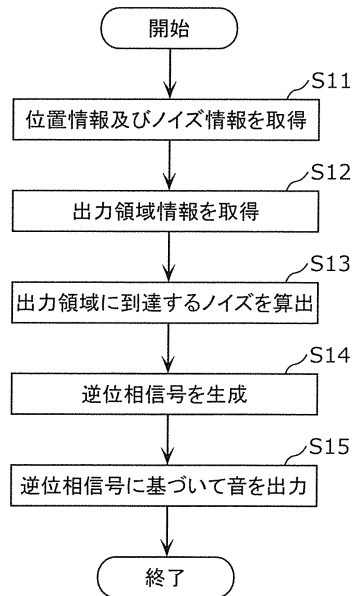 開始
S11
位置情報及びノイズ情報を取得
S12
出力領域情報を取得
S13
出力領域に到達するノイズを算出
S14
逆位相信号を生成
S15
逆位相信号に基づいて音を出力
終了